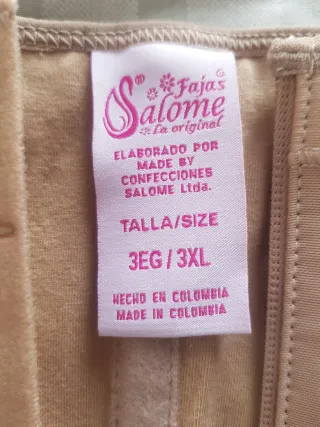 Fajas
Salome
La original
ELABORADO POR
MADE BY
CONFECCIONES
SALOME Ltda.
TALLA/SIZE
3EG / 3XL
HECHO EN COLOMBIA
MADE IN COLOMBIA